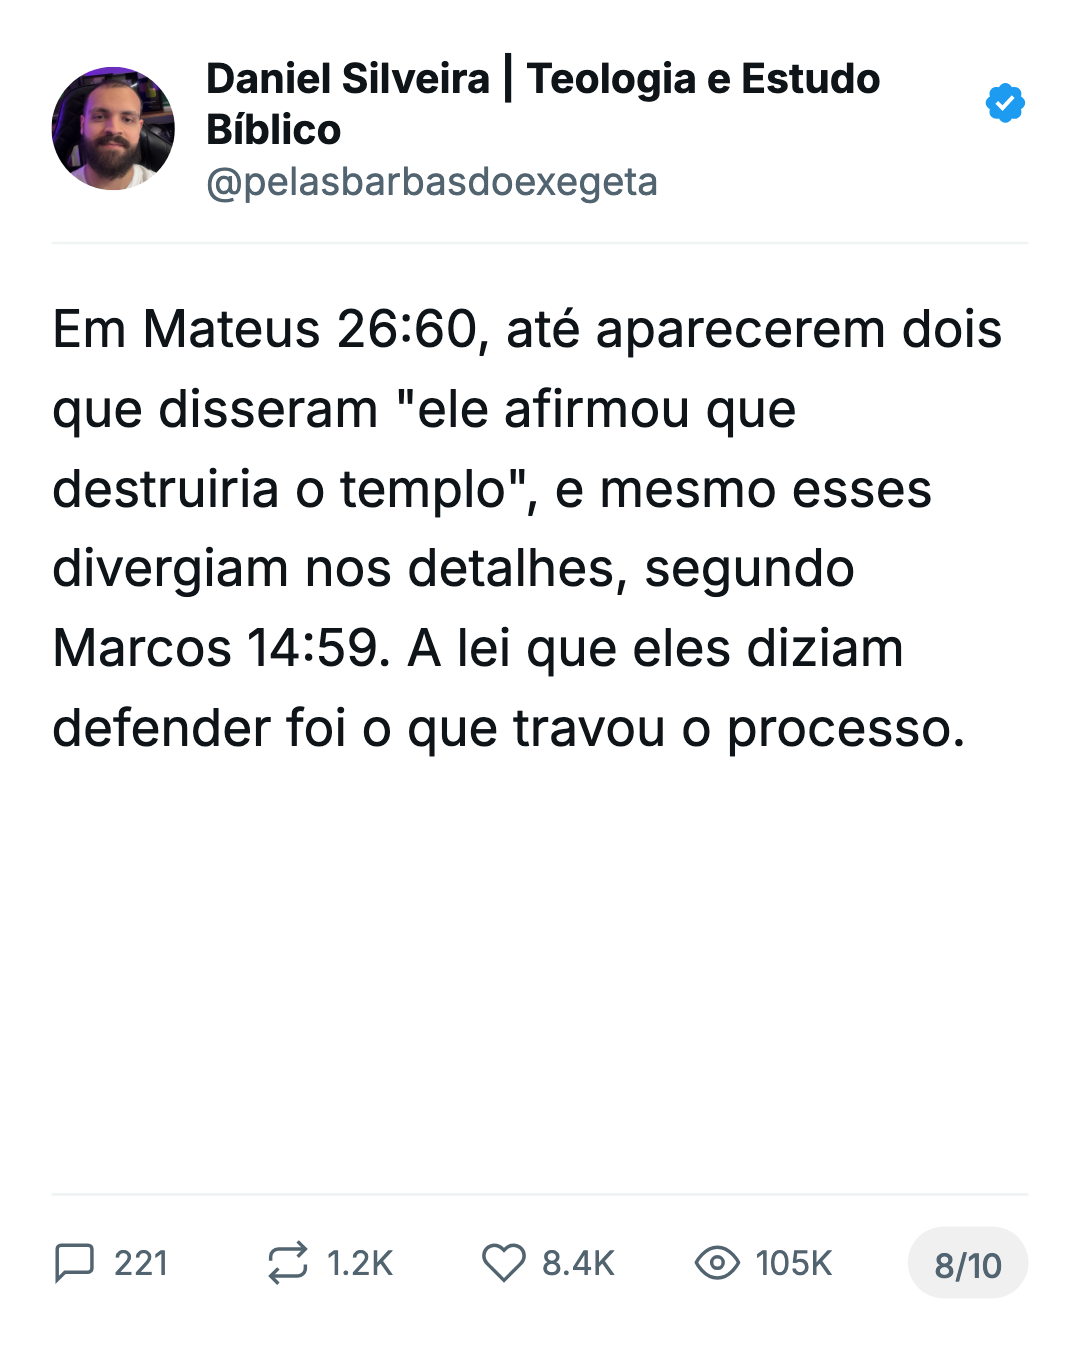 Daniel Silveira | Teologia e Estudo
Bíblico
@pelasbarbasdoexegeta
Em Mateus 26:60, até aparecerem dois
que disseram "ele afirmou que
destruiria o templo", e mesmo esses
divergiam nos detalhes, segundo
Marcos 14:59. A lei que eles diziam
defender foi o que travou o processo.
221 1.2K 8.4K 105K 8/10